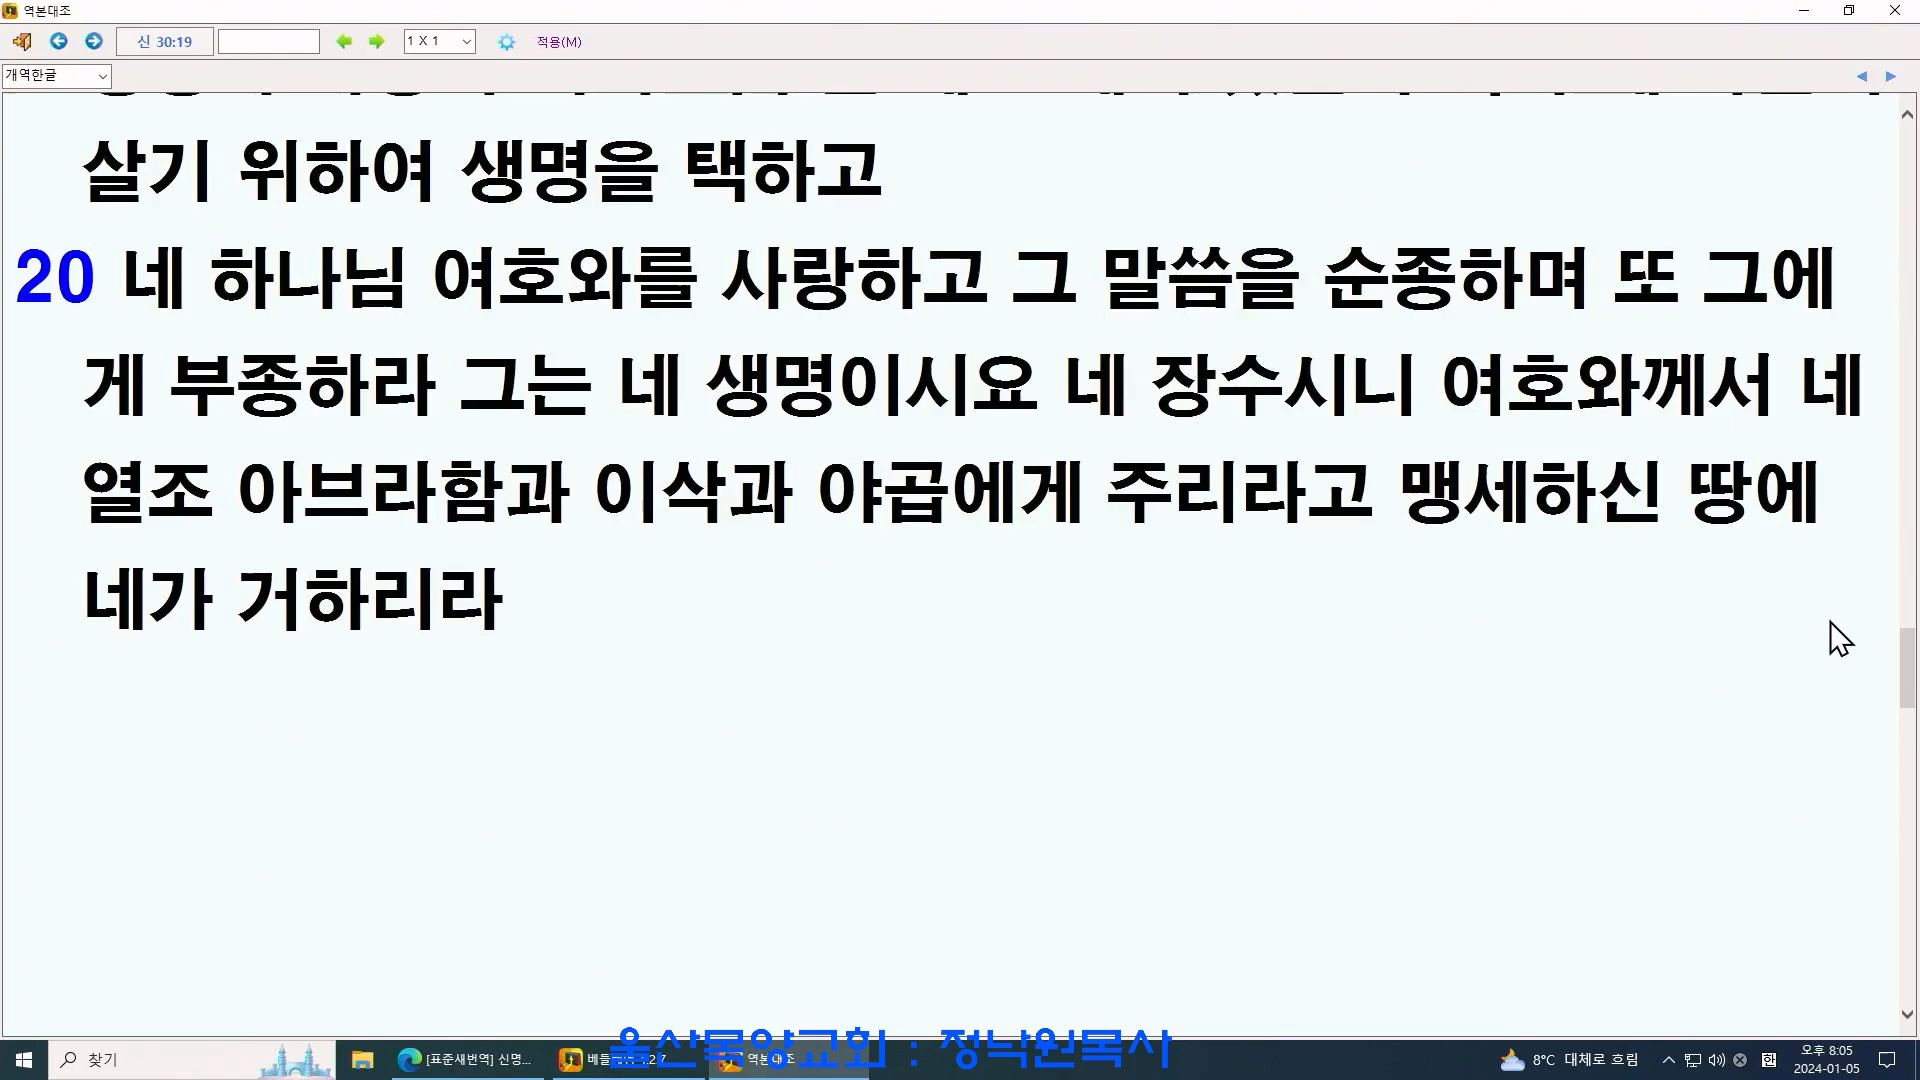 역본대조
신 30:19
1 X 1
적용(M)
개역한글
살기 위하여 생명을 택하고
20 네 하나님 여호와를 사랑하고 그 말씀을 순종하며 또 그에
게 부종하라 그는 네 생명이시요 네 장수시니 여호와께서 네
열조 아브라함과 이삭과 야곱에게 주리라고 맹세하신 땅에
네가 거하리라
울산목양교회 : 정낙원목사
찾기
[표준새번역] 신명...
8°C 대체로 흐림
한
오후 8:05
2024-01-05